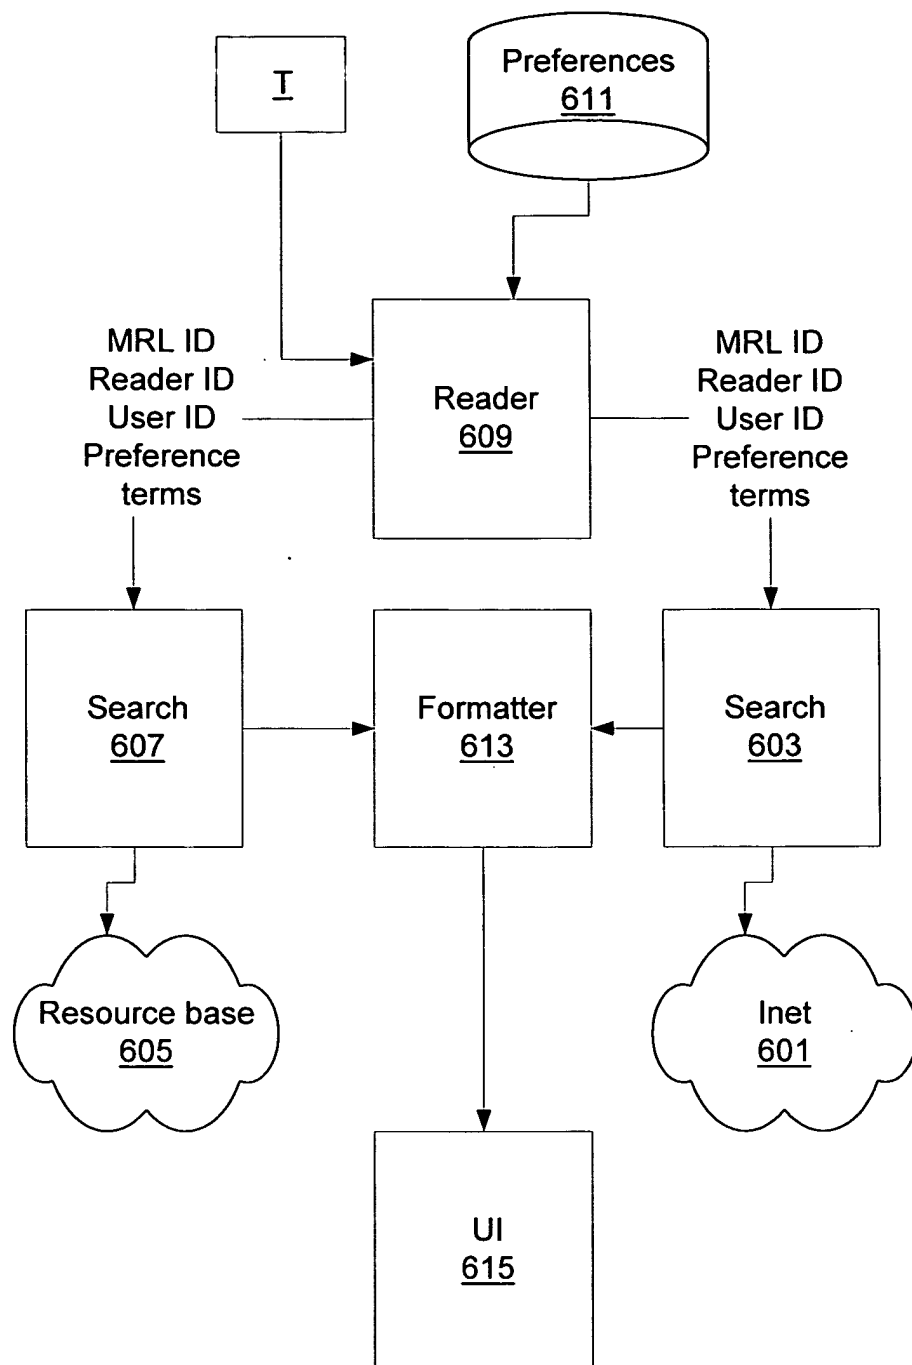 T
Preferences
611
MRL ID
Reader ID
User ID
Preference
terms
Reader
609
MRL ID
Reader ID
User ID
Preference
terms
Search
607
Formatter
613
Search
603
Resource base
605
Inet
601
UI
615